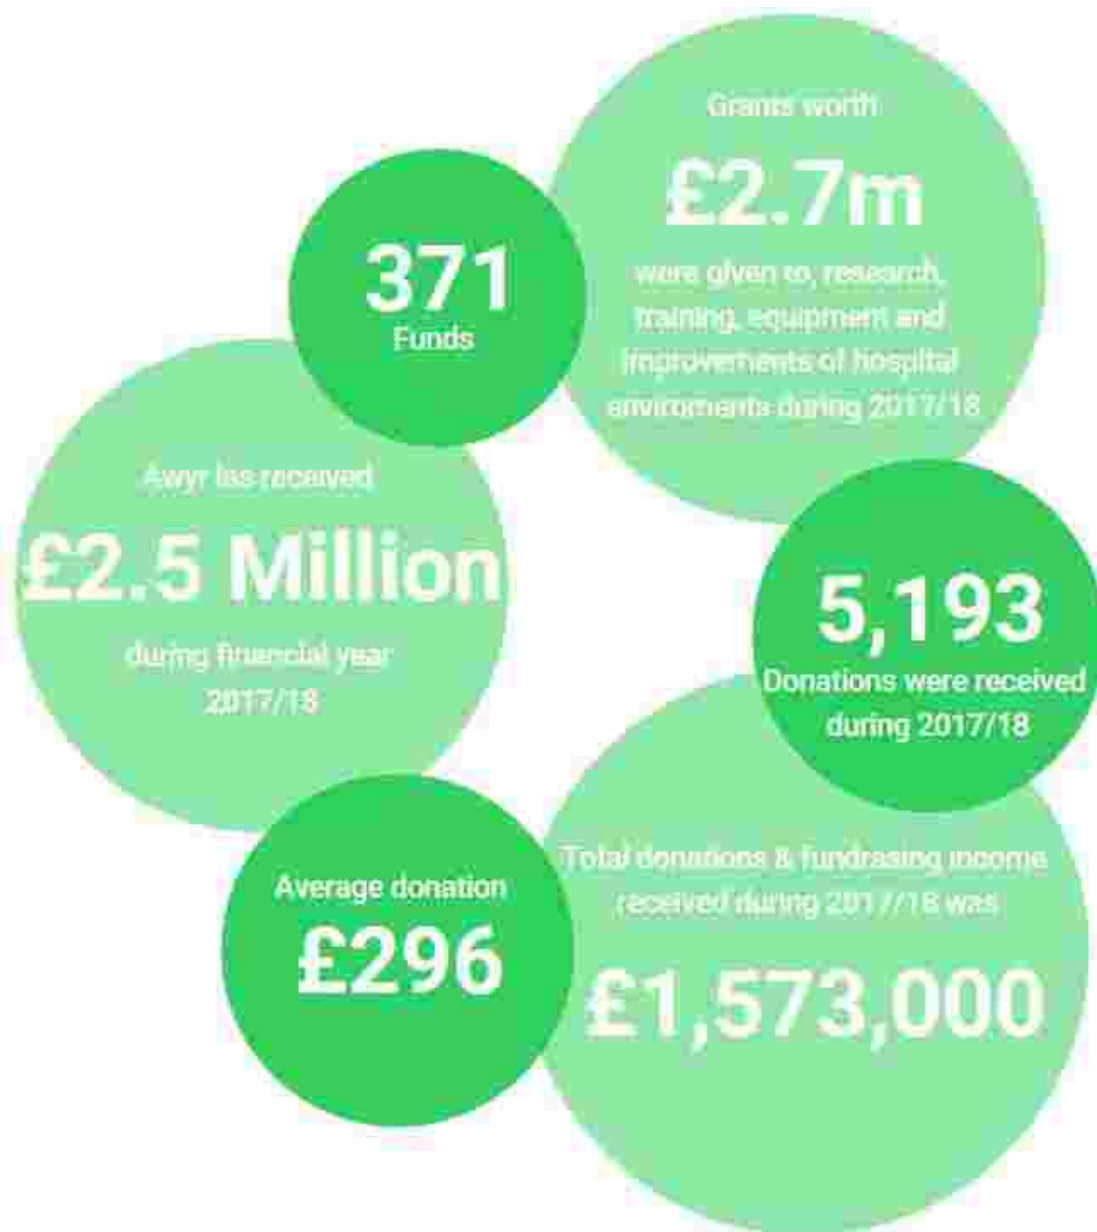 Grants worth
£2.7m
were given to, research,
training, equipment and
improvements of hospital
enviroments during 2017/18
371
Funds
Awyr las received
£2.5 Million
during financial year
2017/18
5,193
Donations were received
during 2017/18
Average donation
£296
Total donations & fundrasing income
received during 2017/18 was
£1,573,000